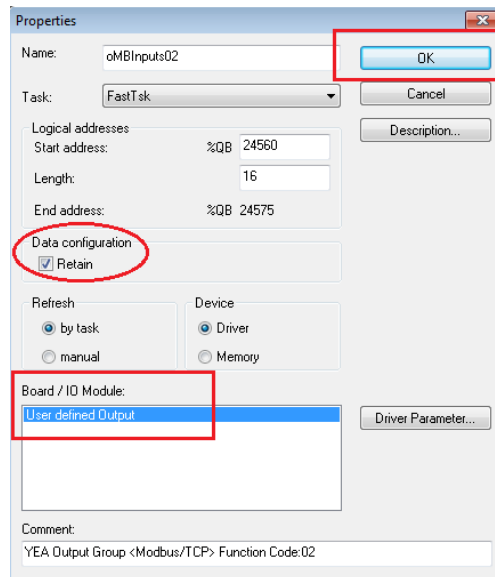 Properties
Name: oMBInputs02
OK
Task: FastTsk
Cancel
Logical addresses
Description...
Start address: %QB 24560
Length: 16
End address: %QB 24575
Data configuration
Retain
Refresh Device
by task Driver
manual Memory
Board / IO Module:
User defined Output
Driver Parameter...
Comment:
YEA Output Group <Modbus/TCP> Function Code:02